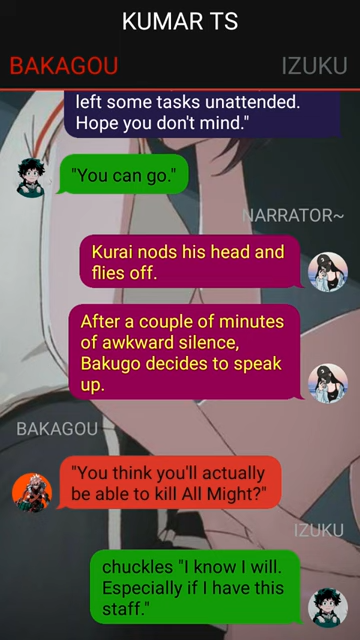 KUMAR TS
BAKAGOU
IZUKU
left some tasks unattended.
Hope you don't mind."
"You can go."
NARRATOR~
Kurai nods his head and
flies off.
After a couple of minutes
of awkward silence,
Bakugo decides to speak
up.
BAKAGOU
"You think you'll actually
be able to kill All Might?"
IZUKU
chuckles "I know I will.
Especially if I have this
staff."